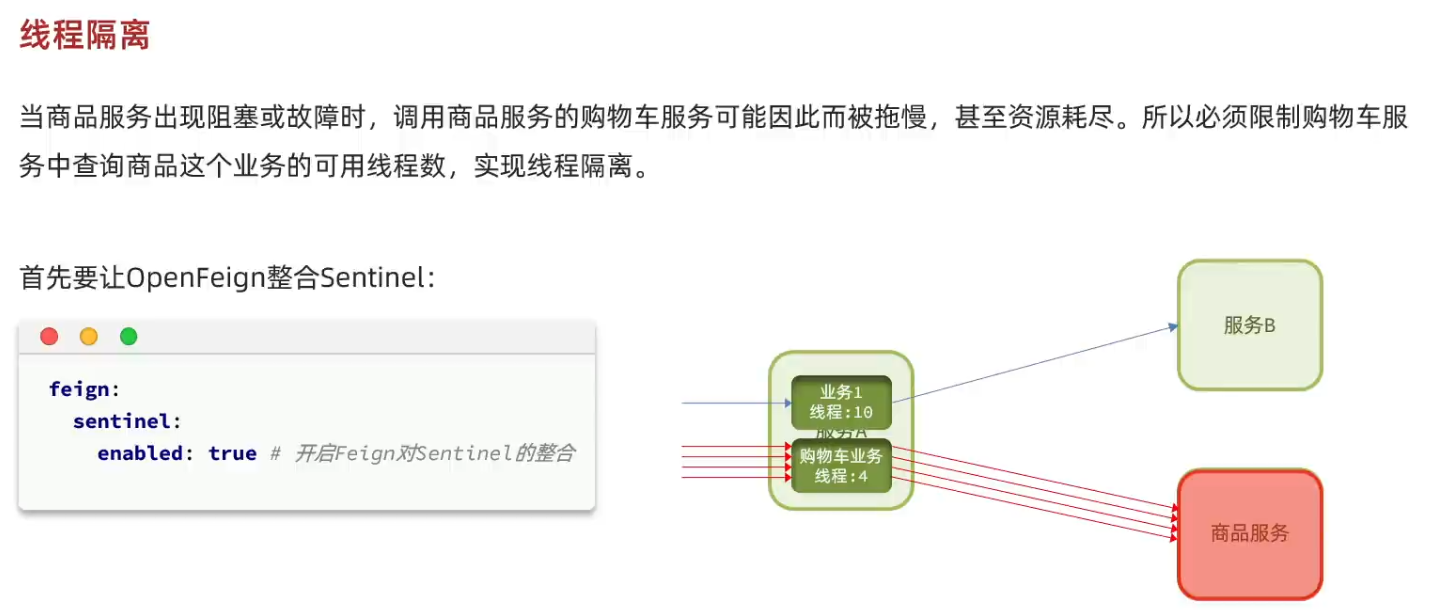 线程隔离
当商品服务出现阻塞或故障时，调用商品服务的购物车服务可能因此而被拖慢，甚至资源耗尽。所以必须限制购物车服
务中查询商品这个业务的可用线程数，实现线程隔离。
首先要让OpenFeign整合Sentinel：
feign:
sentinel:
enabled: true # 开启Feign对Sentinel的整合
服务B
业务1
线程:10
服务A
购物车业务
线程:4
商品服务